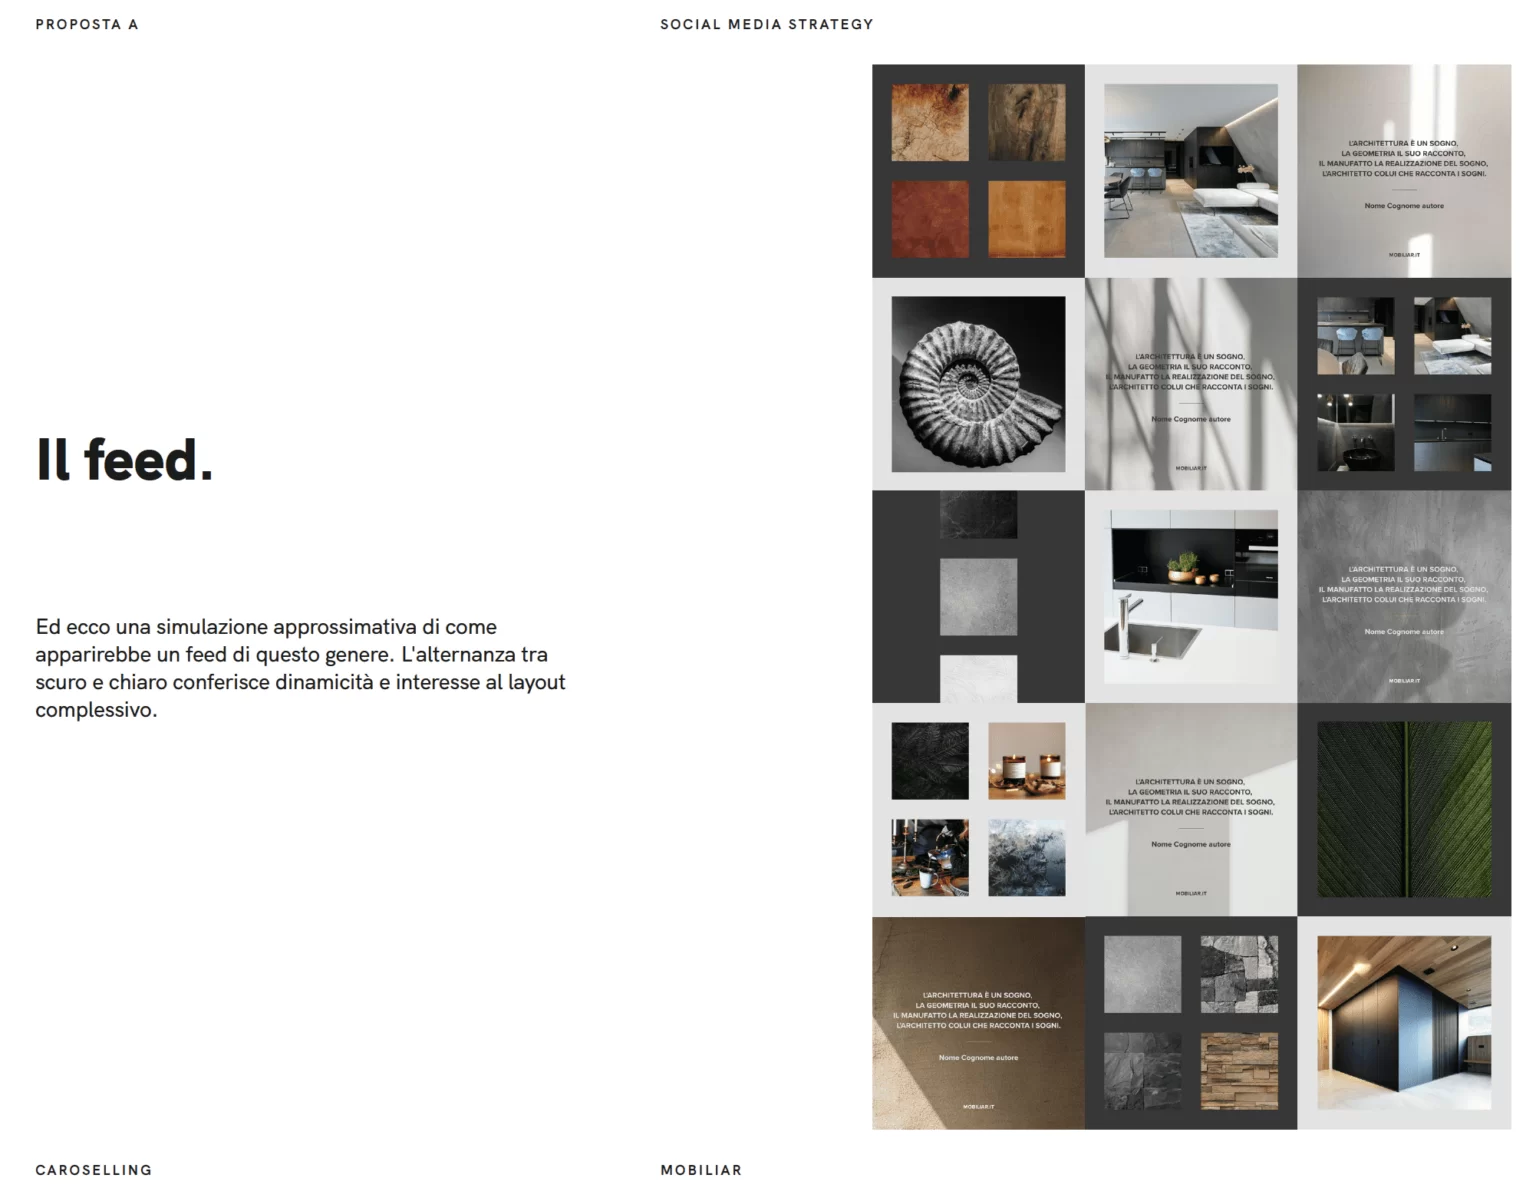 PROPOSTA A
SOCIAL MEDIA STRATEGY
Il feed.
Ed ecco una simulazione approssimativa di come
apparirebbe un feed di questo genere. L'alternanza tra
scuro e chiaro conferisce dinamicità e interesse al layout
complessivo.
L'ARCHITETTURA È UN SOGNO,
LA GEOMETRIA IL SUO RACCONTO,
IL MANUFATTO LA REALIZZAZIONE DEL SOGNO,
L'ARCHITETTO COLUI CHE RACCONTA I SOGNI.
Nome Cognome autore
MOBILIAR.IT
L'ARCHITETTURA È UN SOGNO,
LA GEOMETRIA IL SUO RACCONTO,
IL MANUFATTO LA REALIZZAZIONE DEL SOGNO,
L'ARCHITETTO COLUI CHE RACCONTA I SOGNI.
Nome Cognome autore
MOBILIAR.IT
L'ARCHITETTURA È UN SOGNO,
LA GEOMETRIA IL SUO RACCONTO,
IL MANUFATTO LA REALIZZAZIONE DEL SOGNO,
L'ARCHITETTO COLUI CHE RACCONTA I SOGNI.
Nome Cognome autore
MOBILIAR.IT
L'ARCHITETTURA È UN SOGNO,
LA GEOMETRIA IL SUO RACCONTO,
IL MANUFATTO LA REALIZZAZIONE DEL SOGNO,
L'ARCHITETTO COLUI CHE RACCONTA I SOGNI.
Nome Cognome autore
MOBILIAR.IT
L'ARCHITETTURA È UN SOGNO,
LA GEOMETRIA IL SUO RACCONTO,
IL MANUFATTO LA REALIZZAZIONE DEL SOGNO,
L'ARCHITETTO COLUI CHE RACCONTA I SOGNI.
Nome Cognome autore
MOBILIAR.IT
CAROSELLING
MOBILIAR